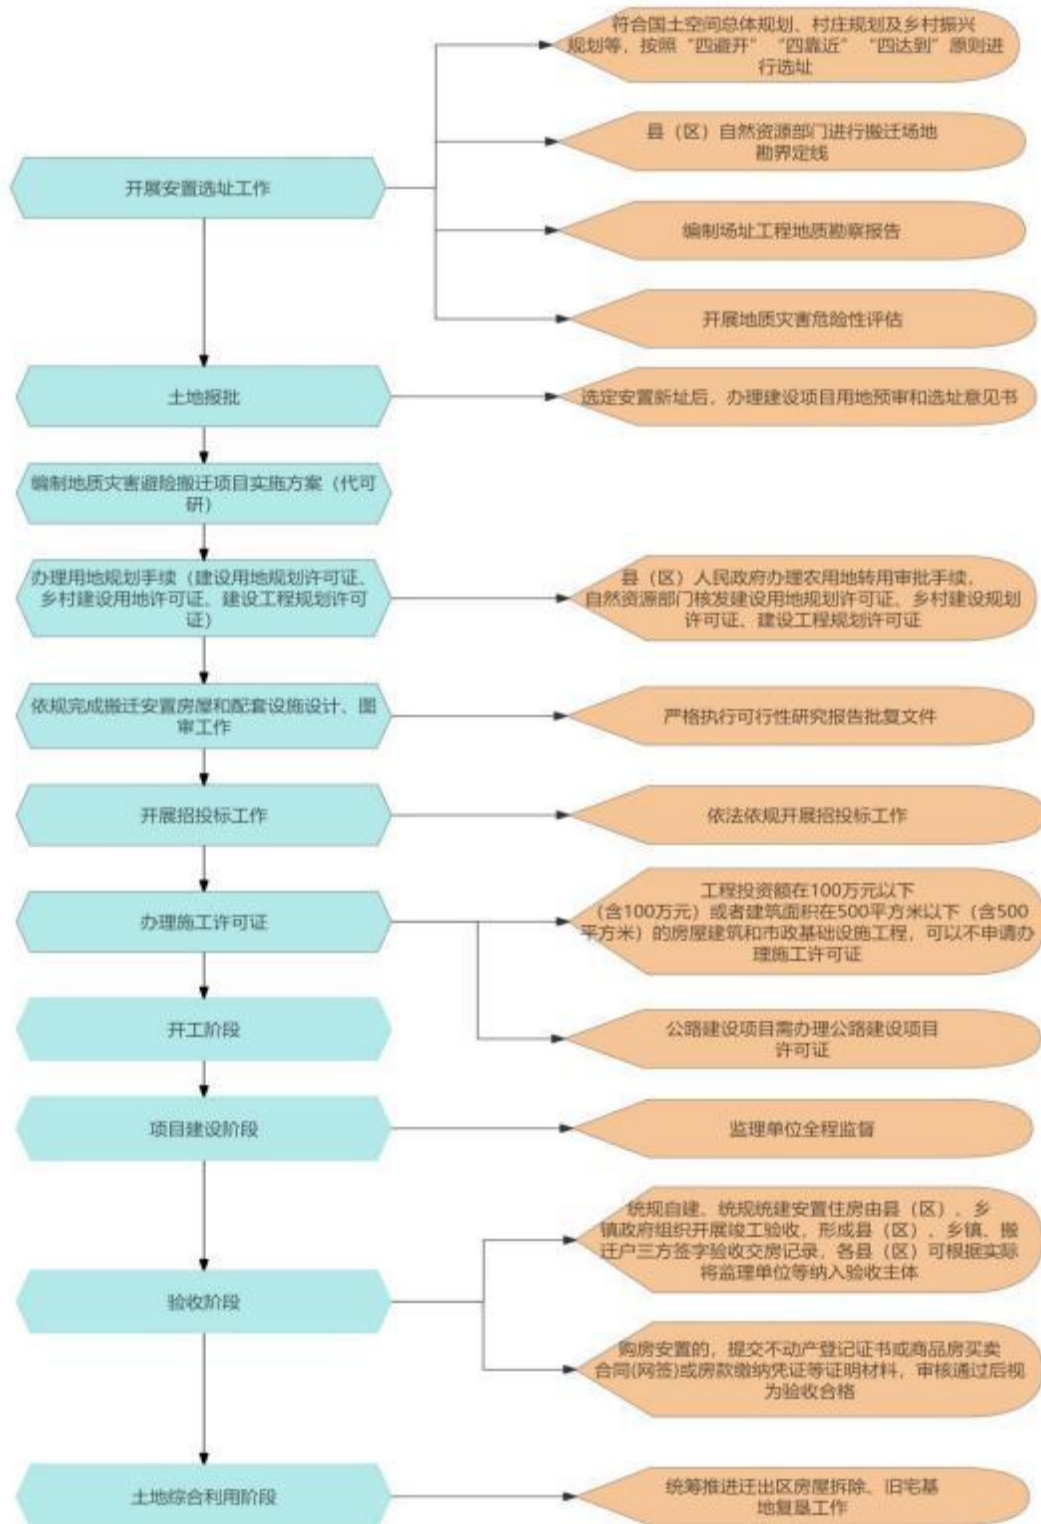 符合国土空间总体规划、村庄规划及乡村振兴
规划等，按照“四避开”“四靠近”“四达到”原则进
行选址
县（区）自然资源部门进行搬迁场地
勘界定线
开展安置选址工作
编制场址工程地质勘察报告
开展地质灾害危险性评估
土地报批
选定安置新址后，办理建设项目用地预审和选址意见书
编制地质灾害避险搬迁项目实施方案（代可
研）
办理用地规划手续（建设用地规划许可证、
乡村建设用地许可证、建设工程规划许可
证）
县（区）人民政府办理农用地转用审批手续，
自然资源部门核发建设用地规划许可证、乡村建设规划
许可证、建设工程规划许可证
依规完成搬迁安置房屋和配套设施设计、图
审工作
严格执行可行性研究报告批复文件
开展招投标工作
依法依规开展招投标工作
办理施工许可证
工程投资额在100万元以下
（含100万元）或者建筑面积在500平方米以下（含500
平方米）的房屋建筑和市政基础设施工程，可以不申请办
理施工许可证
开工阶段
公路建设项目需办理公路建设项目
许可证
项目建设阶段
监理单位全程监督
统规自建、统规统建安置住房由县（区）、乡
镇政府组织开展竣工验收，形成县（区）、乡镇、搬
迁户三方签字验收交房记录，各县（区）可根据实际
将监理单位等纳入验收主体
验收阶段
购房安置的，提交不动产登记证书或商品房买卖
合同(网签)或房款缴纳凭证等证明材料，审核通过后视
为验收合格
土地综合利用阶段
统筹推进迁出区房屋拆除、旧宅基
地复垦工作